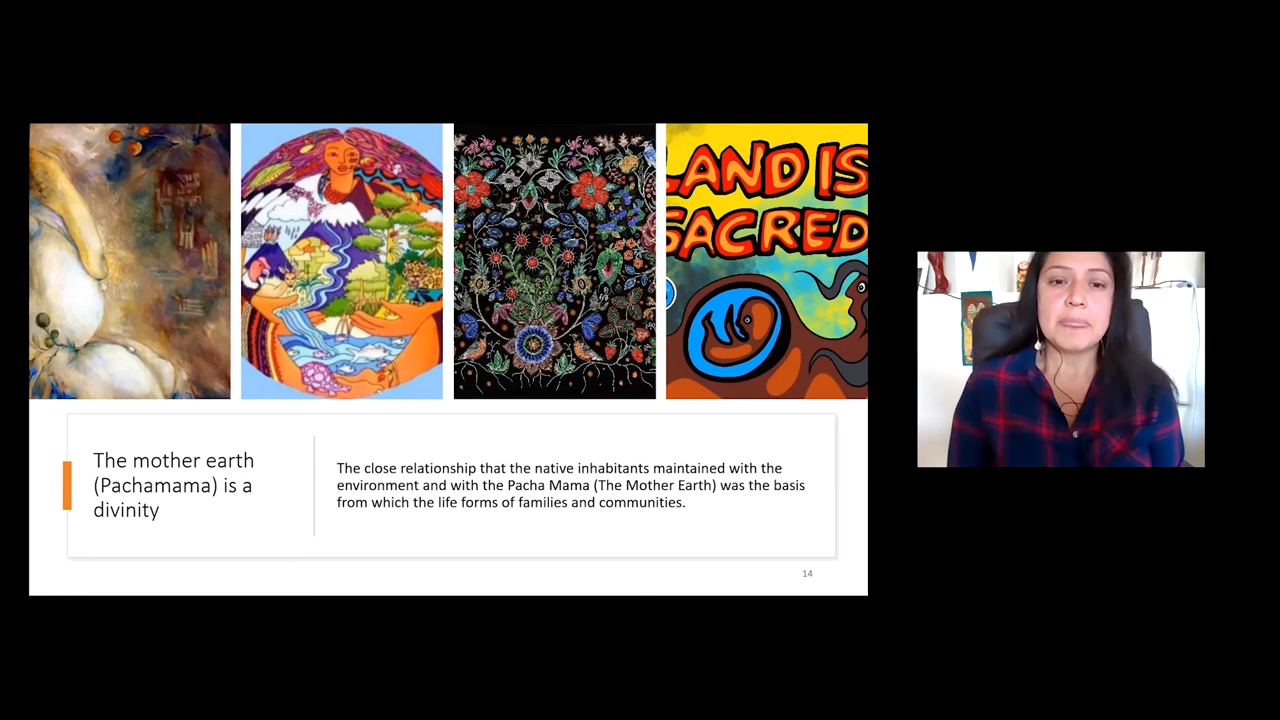 LAND IS
SACRED
The mother earth
(Pachamama) is a
divinity
The close relationship that the native inhabitants maintained with the
environment and with the Pacha Mama (The Mother Earth) was the basis
from which the life forms of families and communities.
14